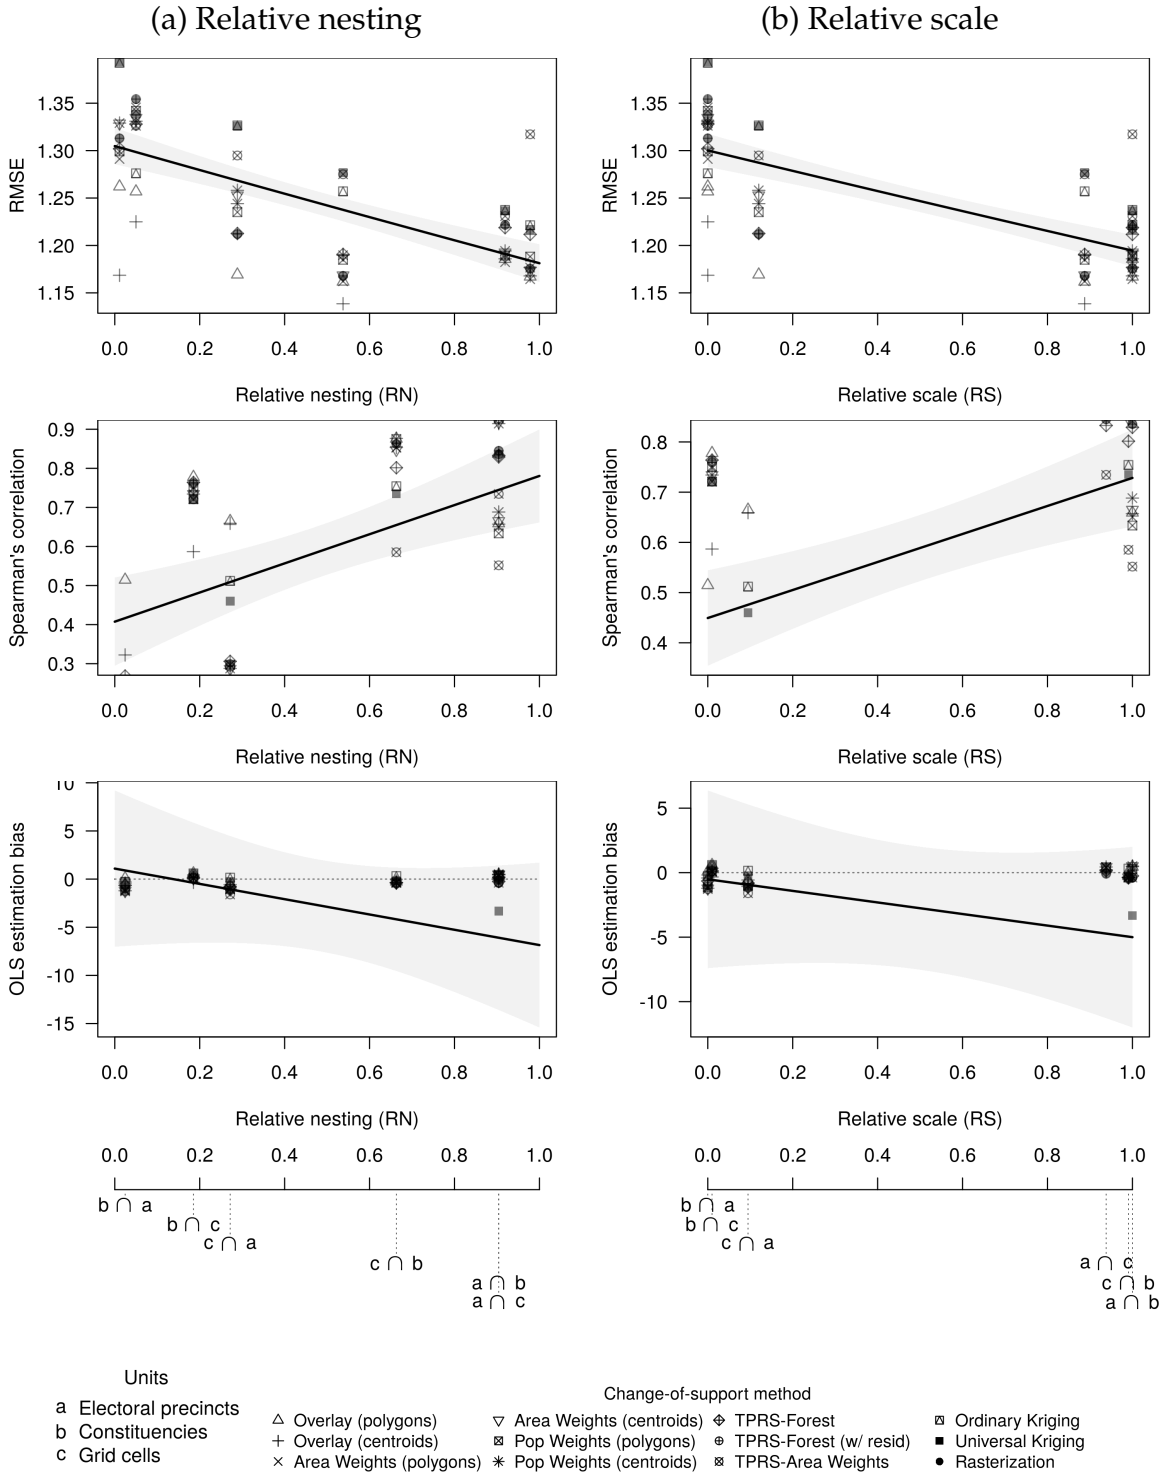 (a) Relative nesting
(b) Relative scale
RMSE
1.35
1.30
1.25
1.20
1.15
0.0 0.2 0.4 0.6 0.8 1.0
Relative nesting (RN)
RMSE
1.35
1.30
1.25
1.20
1.15
0.0 0.2 0.4 0.6 0.8 1.0
Relative scale (RS)
Spearman's correlation
0.9
0.8
0.7
0.6
0.5
0.4
0.3
0.0 0.2 0.4 0.6 0.8 1.0
Relative nesting (RN)
Spearman's correlation
0.8
0.7
0.6
0.5
0.4
0.0 0.2 0.4 0.6 0.8 1.0
Relative scale (RS)
OLS estimation bias
10
5
0
-5
-10
-15
0.0 0.2 0.4 0.6 0.8 1.0
Relative nesting (RN)
OLS estimation bias
5
0
-5
-10
0.0 0.2 0.4 0.6 0.8 1.0
Relative scale (RS)
0.0 0.2 0.4 0.6 0.8 1.0
b ∩ a
b ∩ c
c ∩ a
c ∩ b
a ∩ b
a ∩ c
0.0 0.2 0.4 0.6 0.8 1.0
b ∩ a
b ∩ c
c ∩ a
a ∩ c
c ∩ b
a ∩ b
Units
a Electoral precincts
b Constituencies
c Grid cells
Change-of-support method
Overlay (polygons)
Overlay (centroids)
Area Weights (polygons)
Area Weights (centroids)
Pop Weights (polygons)
Pop Weights (centroids)
TPRS-Forest
TPRS-Forest (w/ resid)
TPRS-Area Weights
Ordinary Kriging
Universal Kriging
Rasterization